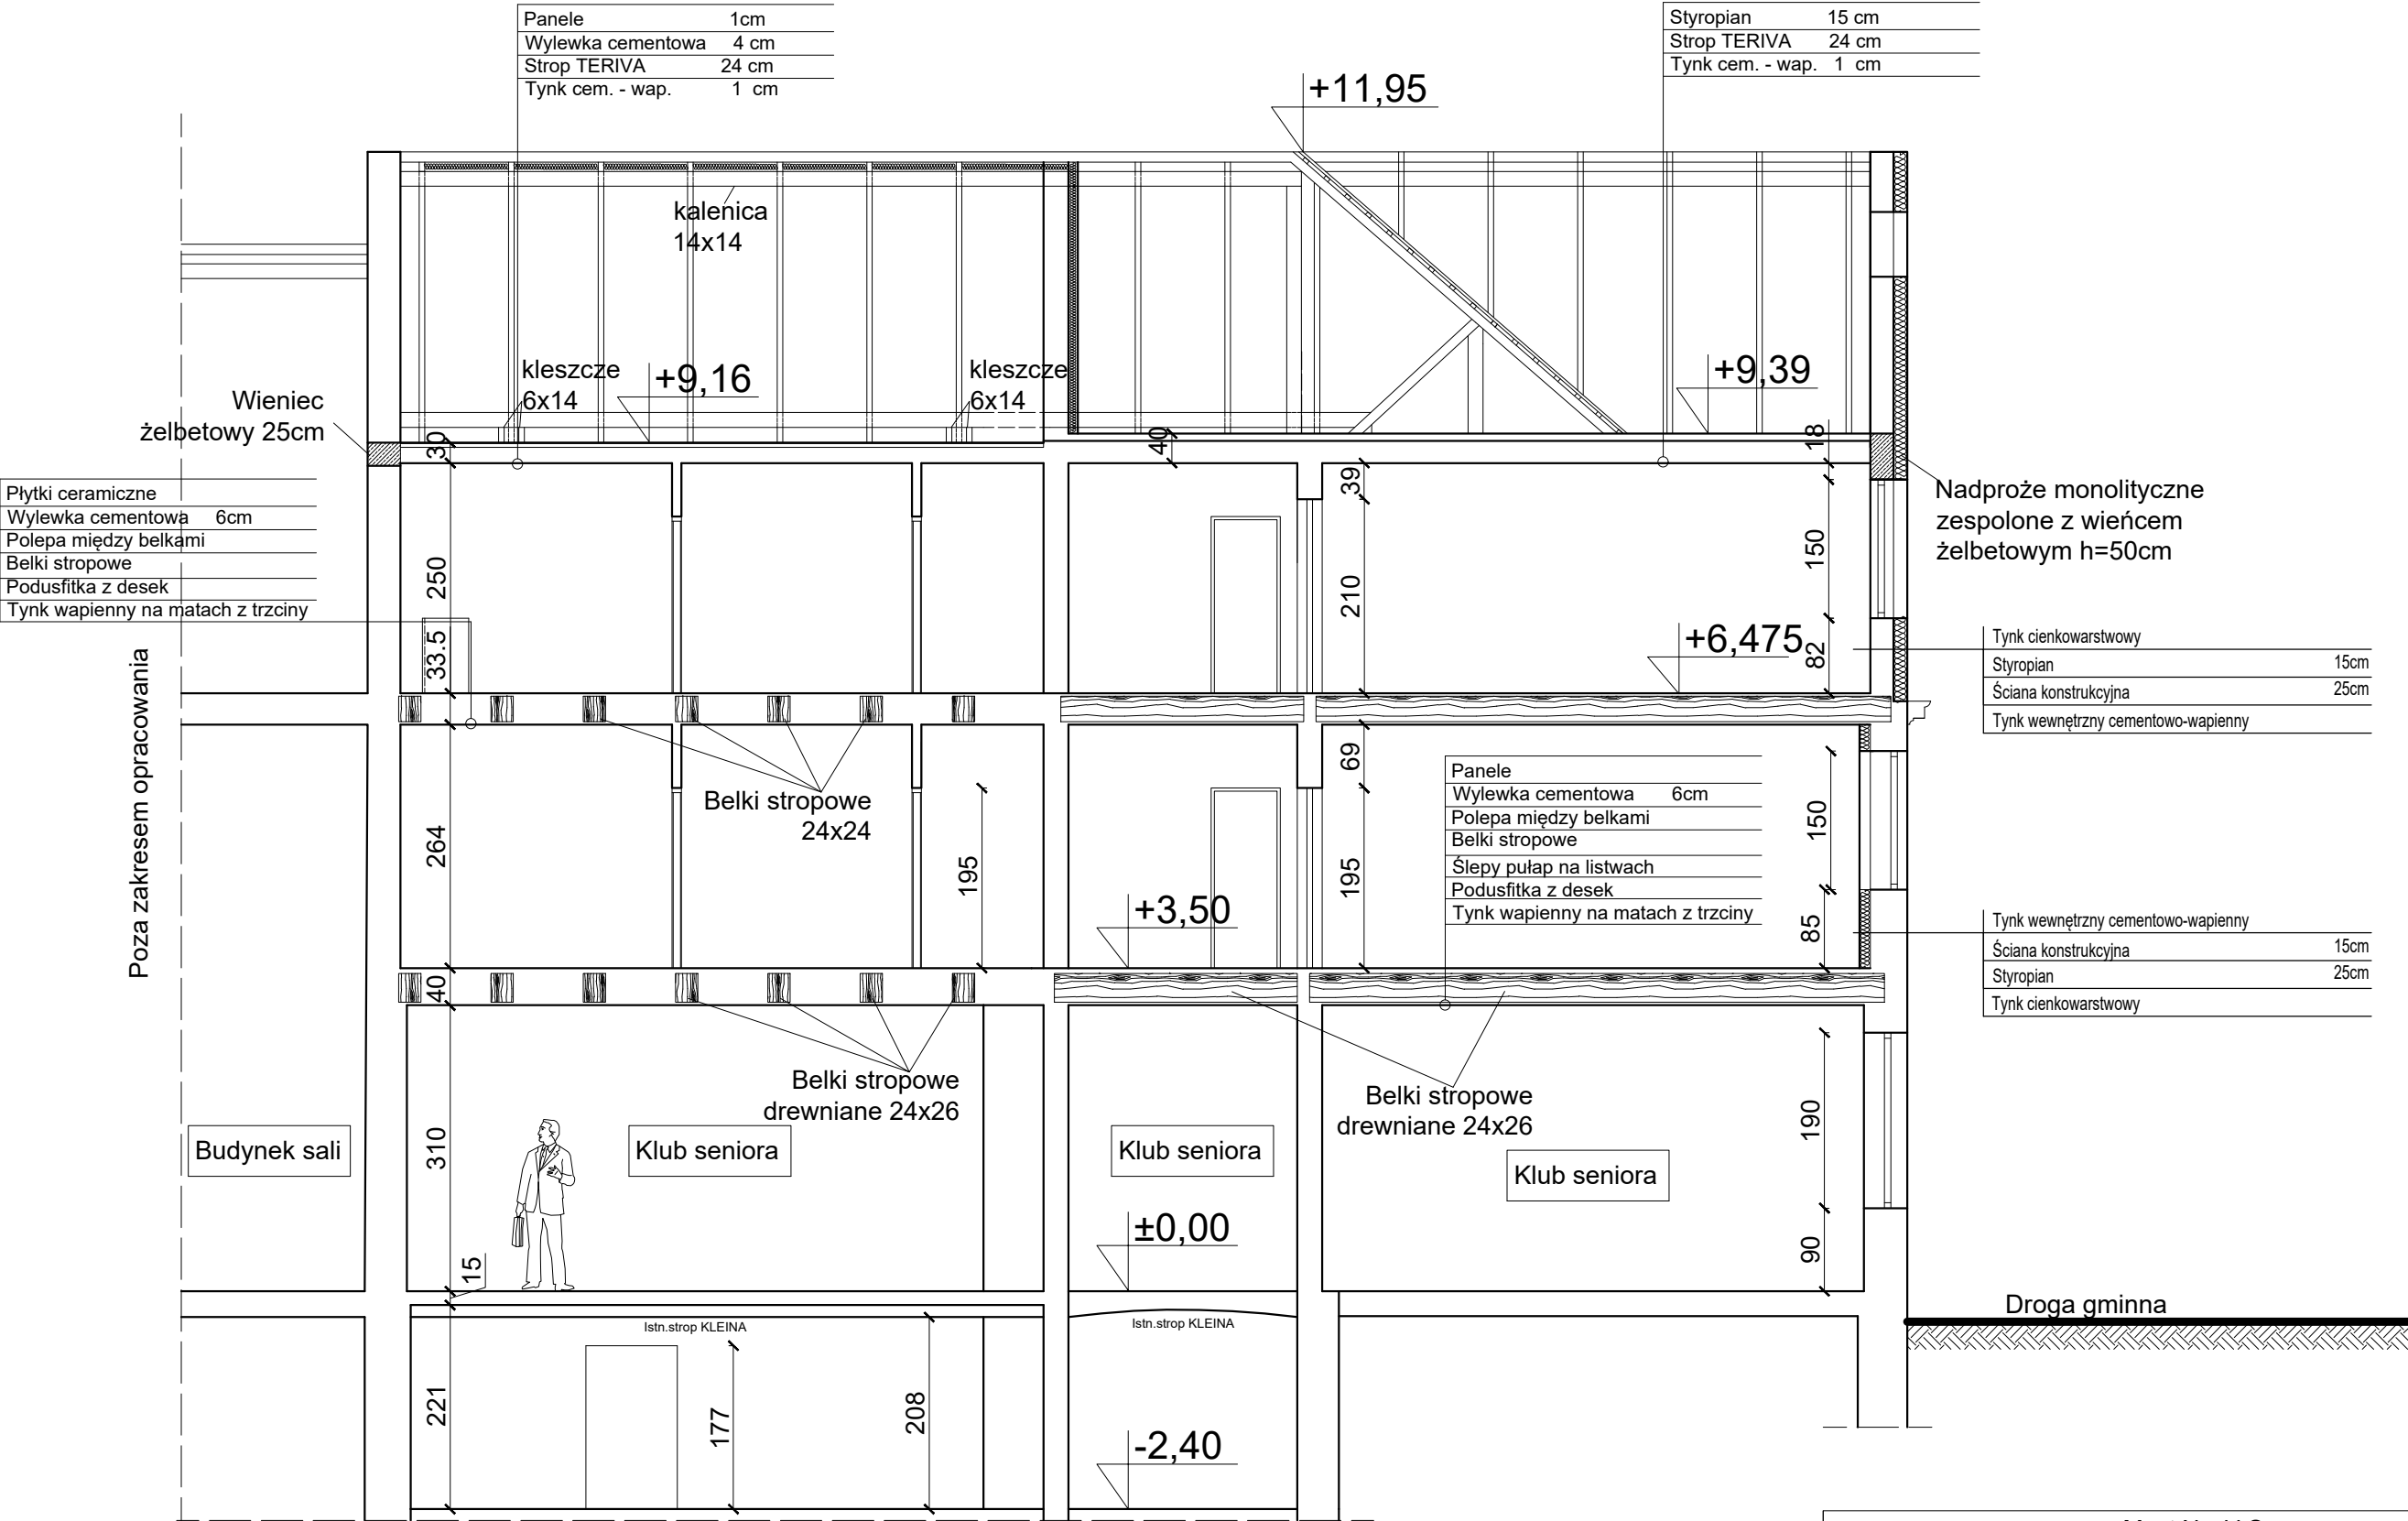 Panele 1cm
Wylewka cementowa 4 cm
Strop TERIVA 24 cm
Tynk cem. - wap. 1 cm
Styropian 15 cm
Strop TERIVA 24 cm
Tynk cem. - wap. 1 cm
+11,95
kalenica
14x14
kleszcze
6x14
+9,16
kleszcze
6x14
+9,39
Wieniec
żelbetowy 25cm
30
40
18
39
Płytki ceramiczne
Wylewka cementowa 6cm
Polepa między belkami
Belki stropowe
Podusfitka z desek
Tynk wapienny na matach z trzciny
Nadproże monolityczne
zespolone z wieńcem
żelbetowym h=50cm
250
210
150
33.5
+6,475
82
Tynk cienkowarstwowy
Styropian 15cm
Ściana konstrukcyjna 25cm
Tynk wewnętrzny cementowo-wapienny
Poza zakresem opracowania
Belki stropowe
24x24
69
Panele
Wylewka cementowa 6cm
Polepa między belkami
Belki stropowe
Ślepy pułap na listwach
Podusfitka z desek
Tynk wapienny na matach z trzciny
264
195
195
150
+3,50
85
Tynk wewnętrzny cementowo-wapienny
Ściana konstrukcyjna 15cm
Styropian 25cm
Tynk cienkowarstwowy
40
Belki stropowe
drewniane 24x26
Belki stropowe
drewniane 24x26
Budynek sali
310
Klub seniora
Klub seniora
Klub seniora
190
±0,00
90
15
Droga gminna
Istn.strop KLEINA
Istn.strop KLEINA
221
177
208
-2,40